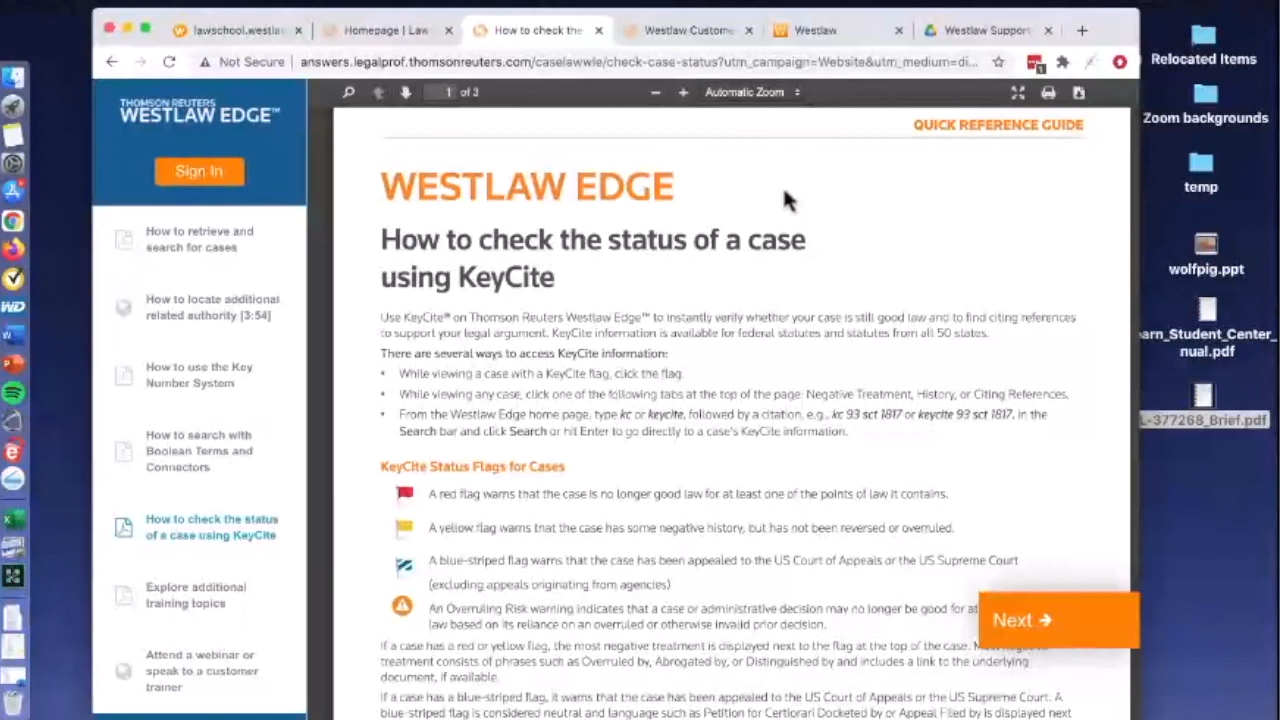 lawschool.westla
Homepage | Law
How to check the
Westlaw Custome
Westlaw
Westlaw Support
Not Secure
answers.legalprof.thomsonreuters.com/caselawwle/check-case-status?utm_campaign=Website&utm_medium=di...
1 of 3
Automatic Zoom
THOMSON REUTERS
WESTLAW EDGE™
Sign In
How to retrieve and
search for cases
How to locate additional
related authority [3:54]
How to use the Key
Number System
How to search with
Boolean Terms and
Connectors
How to check the status
of a case using KeyCite
Explore additional
training topics
Attend a webinar or
speak to a customer
trainer
QUICK REFERENCE GUIDE
WESTLAW EDGE
How to check the status of a case
using KeyCite
Use KeyCite® on Thomson Reuters Westlaw Edge™ to instantly verify whether your case is still good law and to find citing references
to support your legal argument. KeyCite information is available for federal statutes and statutes from all 50 states.
There are several ways to access KeyCite information:
• While viewing a case with a KeyCite flag, click the flag.
• While viewing any case, click one of the following tabs at the top of the page: Negative Treatment, History, or Citing References.
• From the Westlaw Edge home page, type kc or keycite, followed by a citation, e.g., kc 93 sct 1817 or keycite 93 sct 1817, in the
Search bar and click Search or hit Enter to go directly to a case's KeyCite information.
KeyCite Status Flags for Cases
A red flag warns that the case is no longer good law for at least one of the points of law it contains.
A yellow flag warns that the case has some negative history, but has not been reversed or overruled.
A blue-striped flag warns that the case has been appealed to the US Court of Appeals or the US Supreme Court
(excluding appeals originating from agencies)
An Overruling Risk warning indicates that a case or administrative decision may no longer be good for at
law based on its reliance on an overruled or otherwise invalid prior decision.
If a case has a red or yellow flag, the most negative treatment is displayed next to the flag at the top of the case.
treatment consists of phrases such as Overruled by, Abrogated by, or Distinguished by and includes a link to the underlying
document, if available.
If a case has a blue-striped flag, it warns that the case has been appealed to the US Court of Appeals or the US Supreme Court. A
blue-striped flag is considered neutral and language such as Petition for Certiorari Docketed by or Appeal Filed by is displayed next
Next →
Relocated Items
Zoom backgrounds
temp
wolfpig.ppt
arn_Student_Center_
nual.pdf
L-377268_Brief.pdf
WD